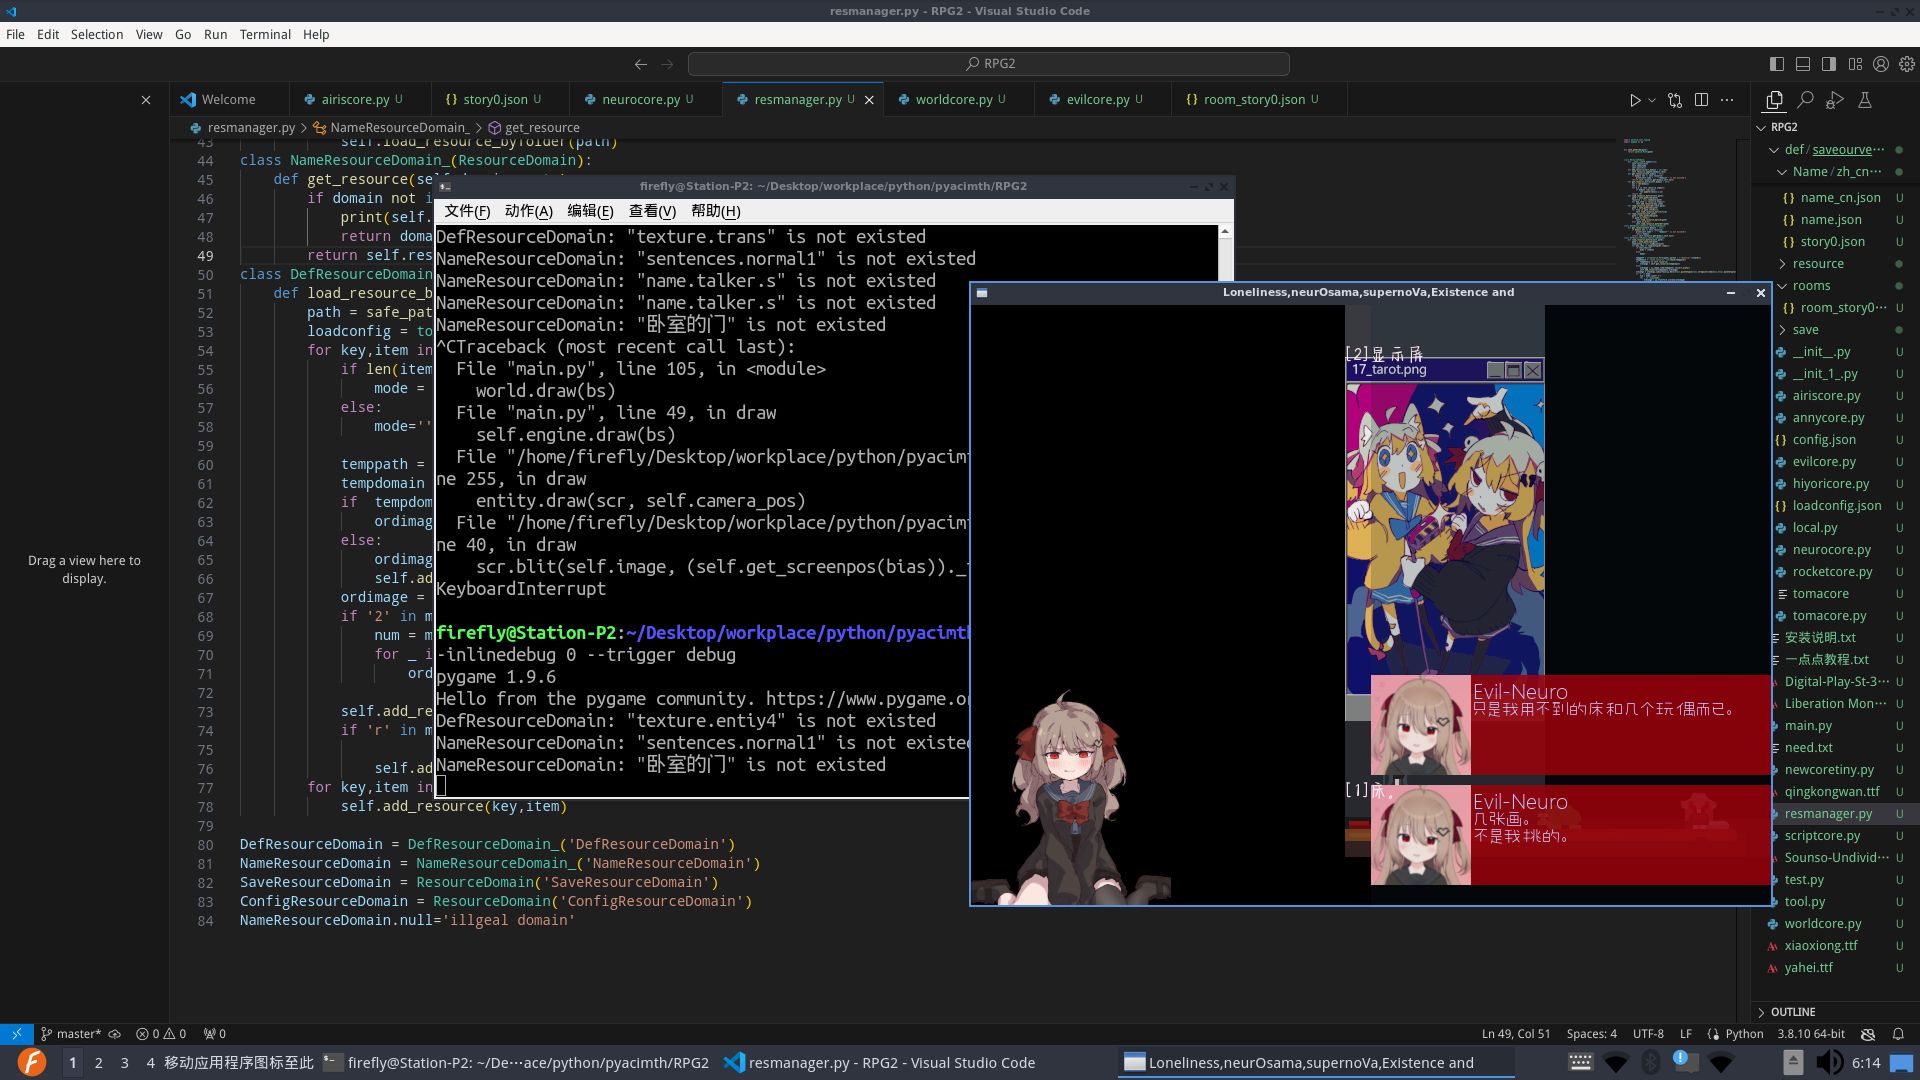 resmanager.py - RPG2 - Visual Studio Code
File Edit Selection View Go Run Terminal Help
RPG2
Welcome
airiscore.py U
story0.json U
neurocore.py U
resmanager.py U
worldcore.py U
evilcore.py U
room_story0.json U
resmanager.py > NameResourceDomain_ > get_resource
Drag a view here to
display.
43 self.load_resource_byfolder(path)
44 class NameResourceDomain_(ResourceDomain):
45 def get_resource(se
46 if domain not i
47 print(self.
48 return doma
49 return self.res
50 class DefResourceDomain
51 def load_resource_b
52 path = safe_pat
53 loadconfig = to
54 for key,item in
55 if len(item
56 mode =
57 else:
58 mode=''
59
60 temppath =
61 tempdomain
62 if tempdom
63 ordimag
64 else:
65 ordimag
66 self.ad
67 ordimage =
68 if '2' in m
69 num = m
70 for _ i
71 ord
72
73 self.add_re
74 if 'r' in m
75
76 self.ad
77 for key,item in
78 self.add_resource(key,item)
79
80 DefResourceDomain = DefResourceDomain_('DefResourceDomain')
81 NameResourceDomain = NameResourceDomain_('NameResourceDomain')
82 SaveResourceDomain = ResourceDomain('SaveResourceDomain')
83 ConfigResourceDomain = ResourceDomain('ConfigResourceDomain')
84 NameResourceDomain.null='illgeal domain'
firefly@Station-P2: ~/Desktop/workplace/python/pyacimth/RPG2
文件(F) 动作(A) 编辑(E) 查看(V) 帮助(H)
DefResourceDomain: "texture.trans" is not existed
NameResourceDomain: "sentences.normal1" is not existed
NameResourceDomain: "name.talker.s" is not existed
NameResourceDomain: "name.talker.s" is not existed
NameResourceDomain: "卧室的门" is not existed
^CTraceback (most recent call last):
File "main.py", line 105, in <module>
world.draw(bs)
File "main.py", line 49, in draw
self.engine.draw(bs)
File "/home/firefly/Desktop/workplace/python/pyacimt
ne 255, in draw
entity.draw(scr, self.camera_pos)
File "/home/firefly/Desktop/workplace/python/pyacimt
ne 40, in draw
scr.blit(self.image, (self.get_screenpos(bias))._
KeyboardInterrupt
firefly@Station-P2:~/Desktop/workplace/python/pyacimth
-inlinedebug 0 --trigger debug
pygame 1.9.6
Hello from the pygame community. https://www.pygame.o
DefResourceDomain: "texture.entiy4" is not existed
NameResourceDomain: "sentences.normal1" is not existed
NameResourceDomain: "卧室的门" is not existed
Loneliness,neurOsama,supernoVa,Existence and
[2]显示屏
17_tarot.png
Evil-Neuro
只是我用不到的床和几个玩偶而已。
[1]床。
Evil-Neuro
几张画。
不是我挑的。
RPG2
def / saveourve···
Name / zh_cn···
name_cn.json U
name.json U
story0.json U
resource
rooms
room_story0··· U
save
__init__.py U
__init_1_.py U
airiscore.py U
annycore.py U
config.json U
evilcore.py U
hiyoricore.py U
loadconfig.json U
local.py U
neurocore.py U
rocketcore.py U
tomacore U
tomacore.py U
安装说明.txt U
一点点教程.txt U
Digital-Play-St-3··· U
Liberation Mon··· U
main.py U
need.txt U
newcoretiny.py U
qingkongwan.ttf U
resmanager.py U
scriptcore.py U
Sounso-Undivid··· U
test.py U
tool.py U
worldcore.py U
xiaoxiong.ttf U
yahei.ttf U
OUTLINE
master* 0 0 0
Ln 49, Col 51 Spaces: 4 UTF-8 LF Python 3.8.10 64-bit
1 2 3 4 移动应用程序图标至此 firefly@Station-P2: ~/De···ace/python/pyacimth/RPG2 resmanager.py - RPG2 - Visual Studio Code Loneliness,neurOsama,supernoVa,Existence and 6:14